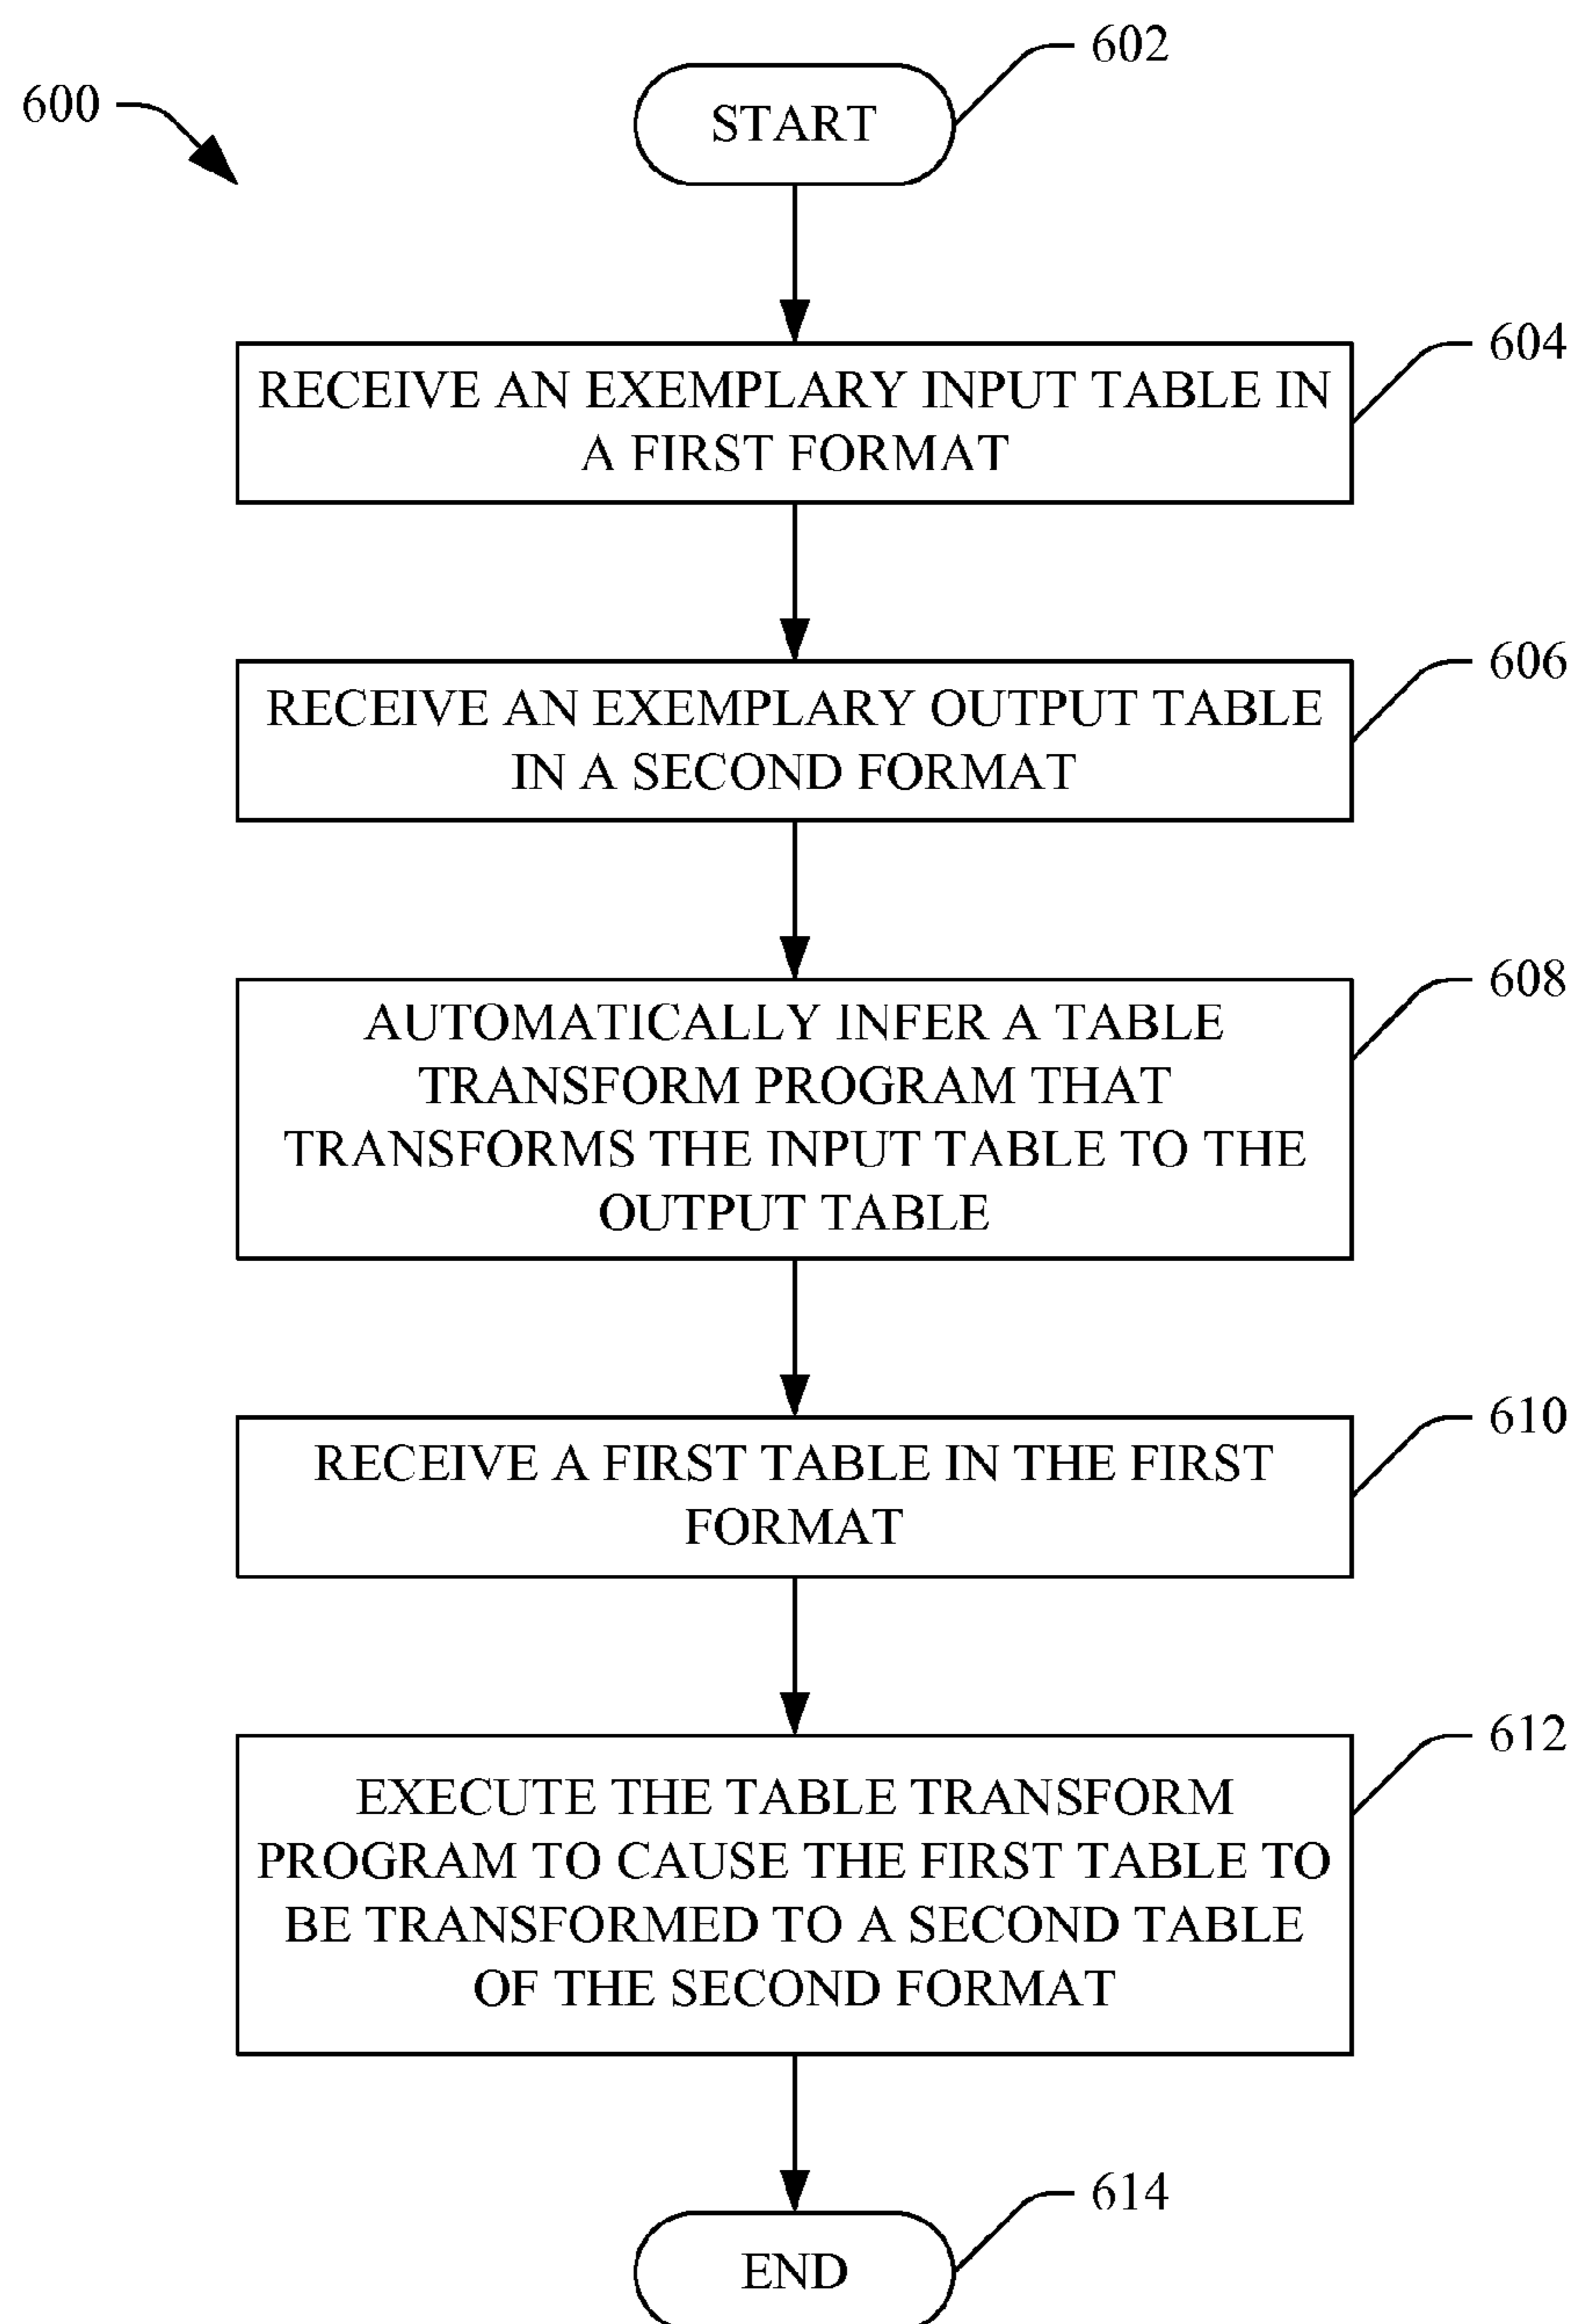 602
600
START
604
RECEIVE AN EXEMPLARY INPUT TABLE IN
A FIRST FORMAT
606
RECEIVE AN EXEMPLARY OUTPUT TABLE
IN A SECOND FORMAT
608
AUTOMATICALLY INFER A TABLE
TRANSFORM PROGRAM THAT
TRANSFORMS THE INPUT TABLE TO THE
OUTPUT TABLE
610
RECEIVE A FIRST TABLE IN THE FIRST
FORMAT
612
EXECUTE THE TABLE TRANSFORM
PROGRAM TO CAUSE THE FIRST TABLE TO
BE TRANSFORMED TO A SECOND TABLE
OF THE SECOND FORMAT
614
END